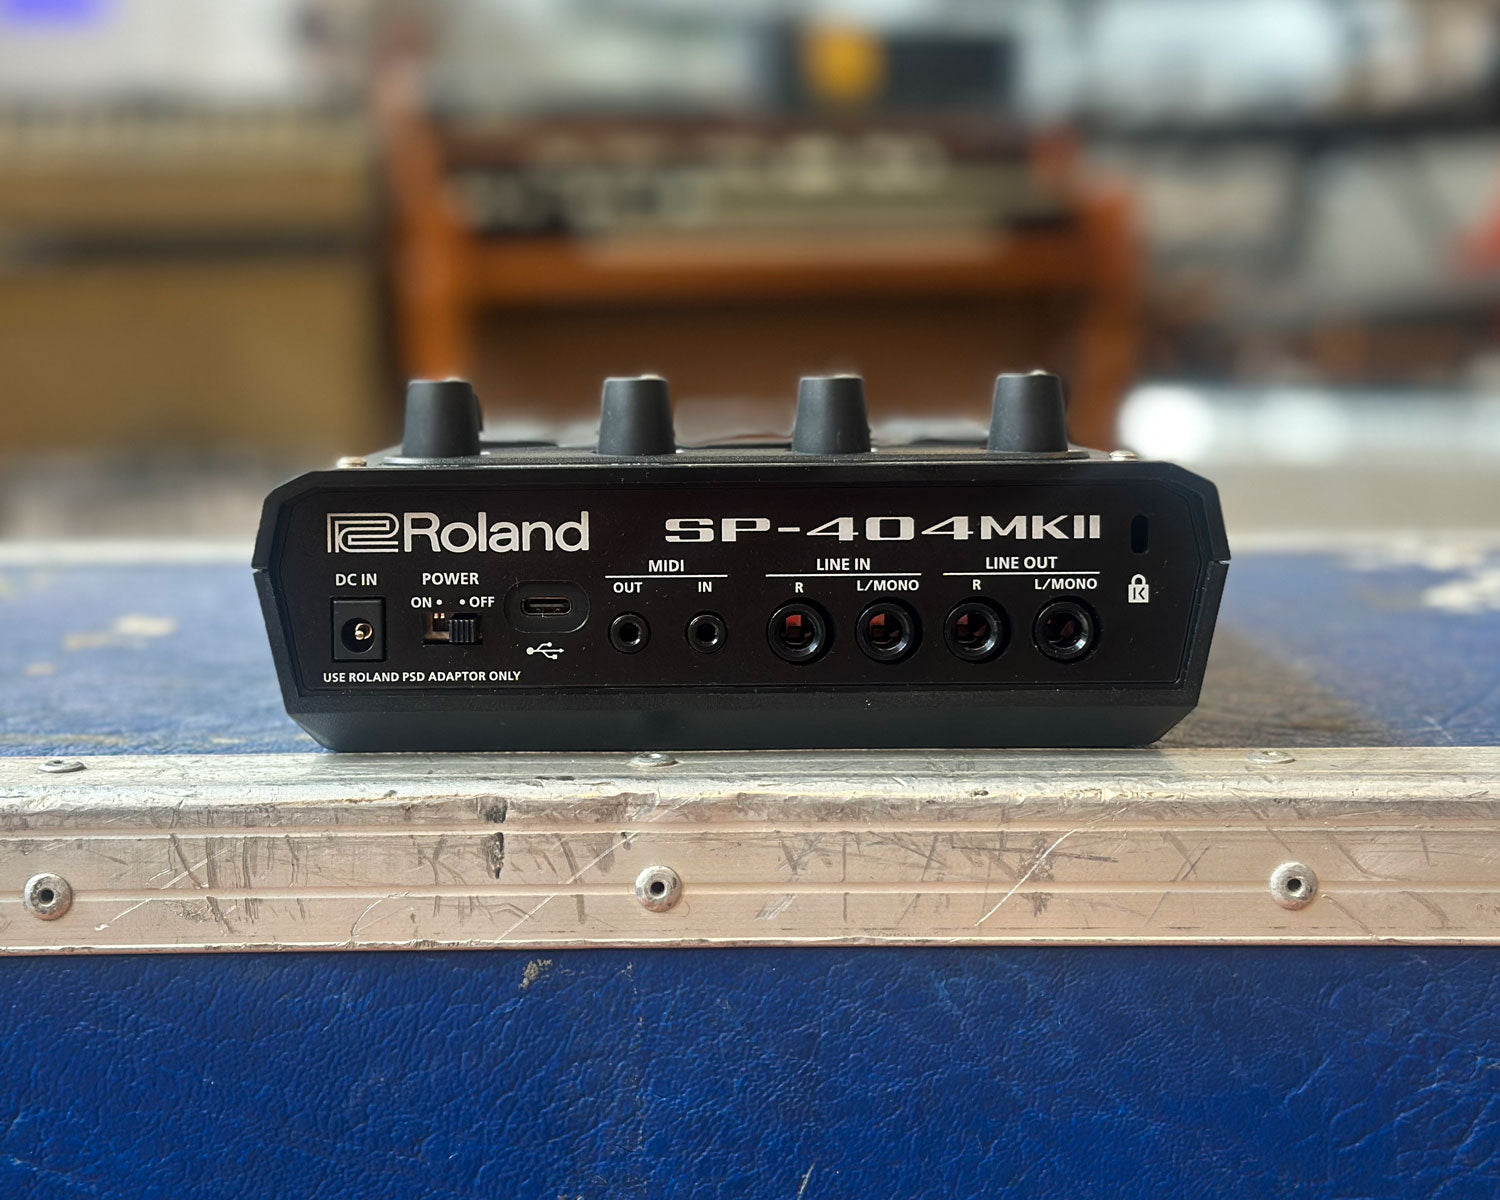 Roland SP-404MKII
DC IN POWER MIDI LINE IN LINE OUT
ON OFF OUT IN R L/MONO R L/MONO
USE ROLAND PSD ADAPTOR ONLY